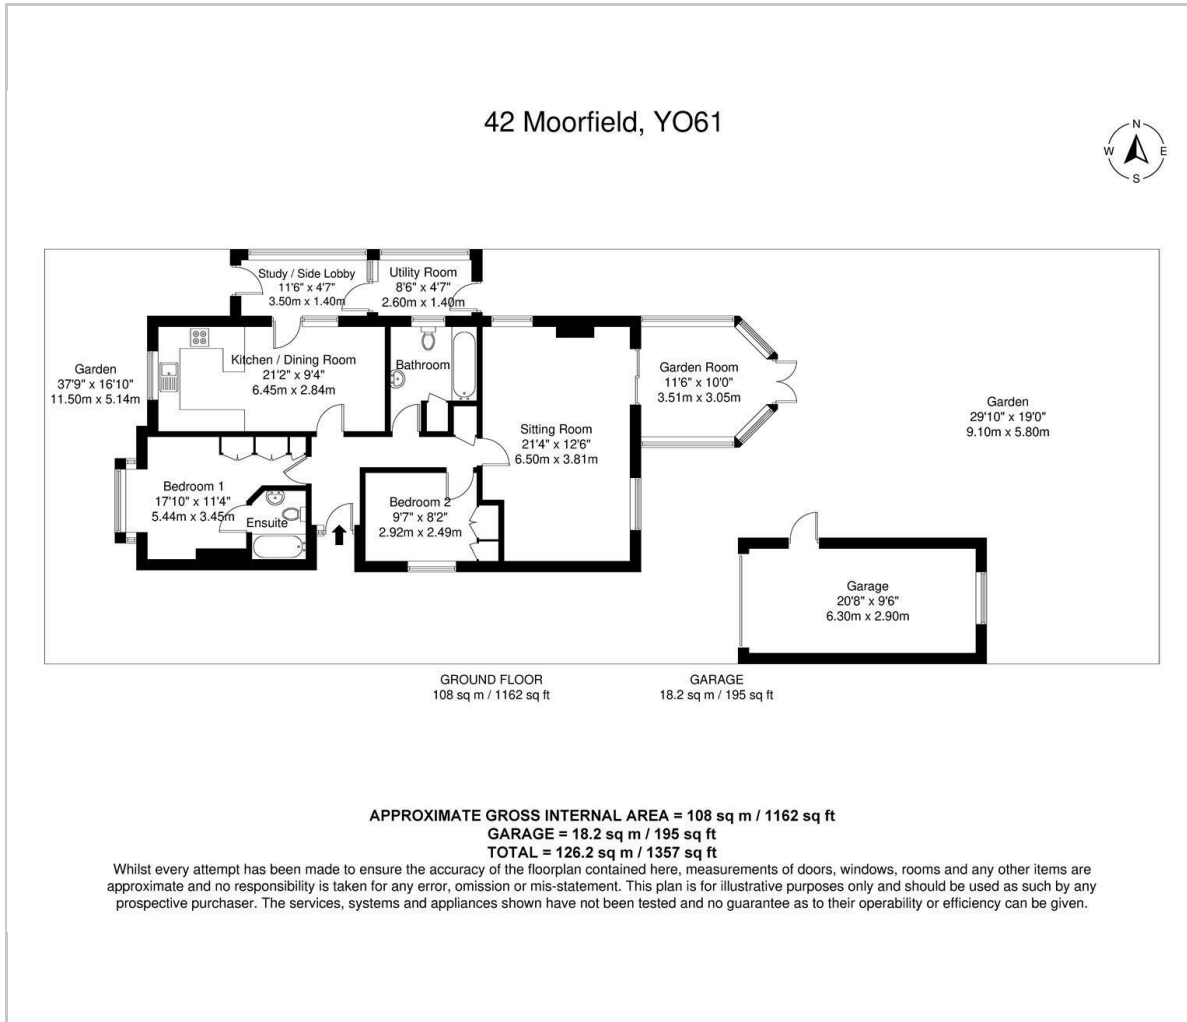 42 Moorfield, YO61
N
W
E
S
Study / Side Lobby
11'6" x 4'7"
3.50m x 1.40m
Utility Room
8'6" x 4'7"
2.60m x 1.40m
Garden
37'9" x 16'10"
11.50m x 5.14m
Kitchen / Dining Room
21'2" x 9'4"
6.45m x 2.84m
Bathroom
Garden Room
11'6" x 10'0"
3.51m x 3.05m
Sitting Room
21'4" x 12'6"
6.50m x 3.81m
Garden
29'10" x 19'0"
9.10m x 5.80m
Bedroom 1
17'10" x 11'4"
5.44m x 3.45m
Ensuite
Bedroom 2
9'7" x 8'2"
2.92m x 2.49m
Garage
20'8" x 9'6"
6.30m x 2.90m
GROUND FLOOR
108 sq m / 1162 sq ft
GARAGE
18.2 sq m / 195 sq ft
APPROXIMATE GROSS INTERNAL AREA = 108 sq m / 1162 sq ft
GARAGE = 18.2 sq m / 195 sq ft
TOTAL = 126.2 sq m / 1357 sq ft
Whilst every attempt has been made to ensure the accuracy of the floorplan contained here, measurements of doors, windows, rooms and any other items are
approximate and no responsibility is taken for any error, omission or mis-statement. This plan is for illustrative purposes only and should be used as such by any
prospective purchaser. The services, systems and appliances shown have not been tested and no guarantee as to their operability or efficiency can be given.